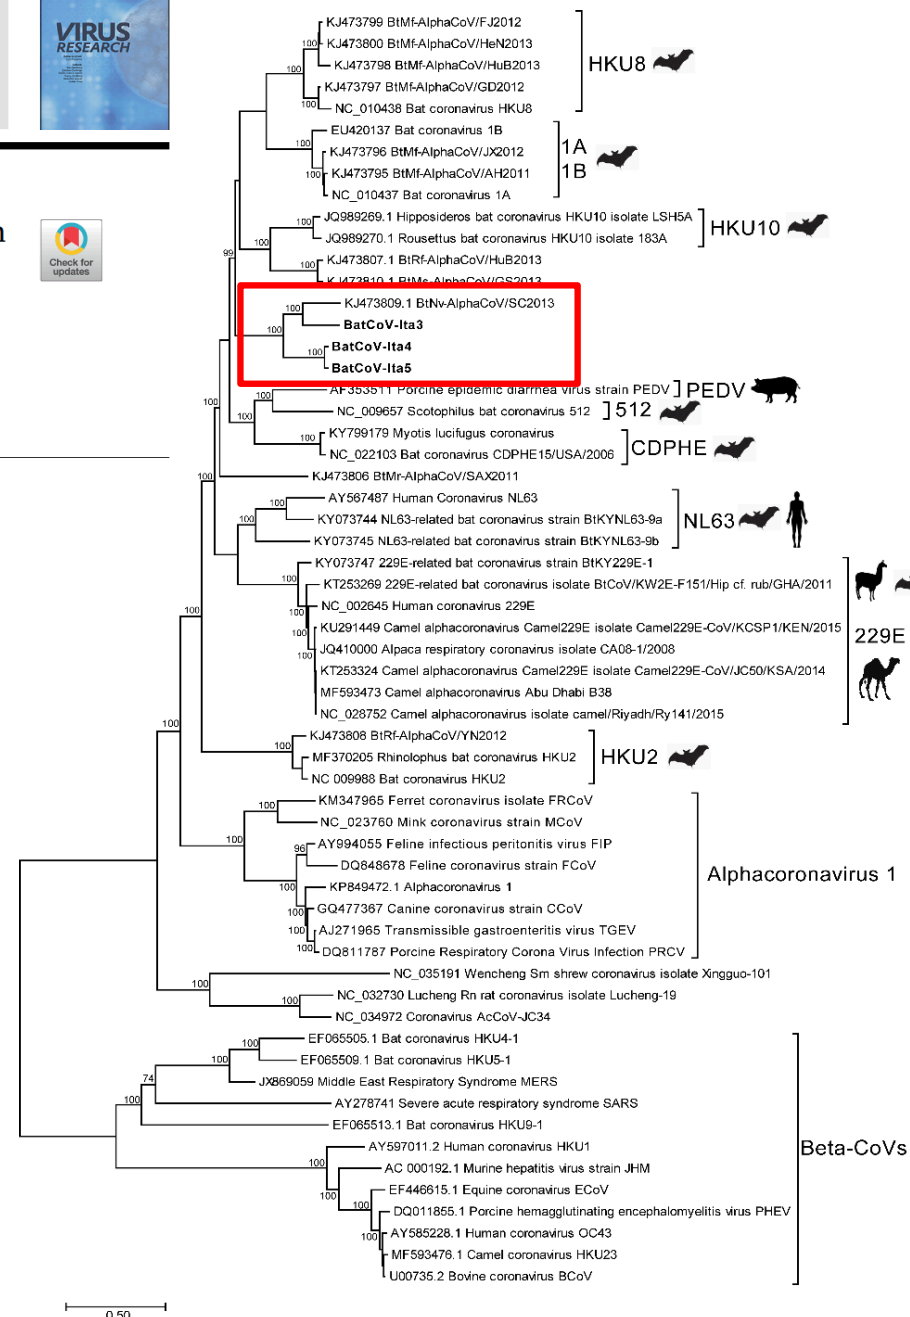 VIRUS
RESEARCH
n
Check for
updates
KJ473799 BtMf-AlphaCoV/FJ2012
KJ473800 BtMf-AlphaCoV/HeN2013
KJ473798 BtMf-AlphaCoV/HuB2013
KJ473797 BtMf-AlphaCoV/GD2012
NC_010438 Bat coronavirus HKU8
HKU8
EU420137 Bat coronavirus 1B
KJ473796 BtMf-AlphaCoV/JX2012
KJ473795 BtMf-AlphaCoV/AH2011
NC_010437 Bat coronavirus 1A
1A
1B
JQ989269.1 Hipposideros bat coronavirus HKU10 isolate LSH5A
JQ989270.1 Rousettus bat coronavirus HKU10 isolate 183A
HKU10
KJ473807.1 BtRf-AlphaCoV/HuB2013
KJ473810.1 BtMs-AlphaCoV/GS2013
KJ473809.1 BtNv-AlphaCoV/SC2013
BatCoV-Ita3
BatCoV-Ita4
BatCoV-Ita5
AF353511 Porcine epidemic diarrhea virus strain PEDV
PEDV
NC_009657 Scotophilus bat coronavirus 512
512
KY799179 Myotis lucifugus coronavirus
NC_022103 Bat coronavirus CDPHE15/USA/2006
CDPHE
KJ473806 BtMr-AlphaCoV/SAX2011
AY567487 Human Coronavirus NL63
KY073744 NL63-related bat coronavirus strain BtKYNL63-9a
KY073745 NL63-related bat coronavirus strain BtKYNL63-9b
NL63
KY073747 229E-related bat coronavirus strain BtKY229E-1
KT253269 229E-related bat coronavirus isolate BtCoV/KW2E-F151/Hip cf. rub/GHA/2011
NC_002645 Human coronavirus 229E
KU291449 Camel alphacoronavirus Camel229E isolate Camel229E-CoV/KCSP1/KEN/2015
JQ410000 Alpaca respiratory coronavirus isolate CA08-1/2008
KT253324 Camel alphacoronavirus Camel229E isolate Camel229E-CoV/JC50/KSA/2014
MF593473 Camel alphacoronavirus Abu Dhabi B38
NC_028752 Camel alphacoronavirus isolate camel/Riyadh/Ry141/2015
229E
KJ473808 BtRf-AlphaCoV/YN2012
MF370205 Rhinolophus bat coronavirus HKU2
NC 009988 Bat coronavirus HKU2
HKU2
KM347965 Ferret coronavirus isolate FRCoV
NC_023760 Mink coronavirus strain MCoV
AY994055 Feline infectious peritonitis virus FIP
DQ848678 Feline coronavirus strain FCoV
KP849472.1 Alphacoronavirus 1
GQ477367 Canine coronavirus strain CCoV
AJ271965 Transmissible gastroenteritis virus TGEV
DQ811787 Porcine Respiratory Corona Virus Infection PRCV
Alphacoronavirus 1
NC_035191 Wencheng Sm shrew coronavirus isolate Xingguo-101
NC_032730 Lucheng Rn rat coronavirus isolate Lucheng-19
NC_034972 Coronavirus AcCoV-JC34
EF065505.1 Bat coronavirus HKU4-1
EF065509.1 Bat coronavirus HKU5-1
JX869059 Middle East Respiratory Syndrome MERS
AY278741 Severe acute respiratory syndrome SARS
EF065513.1 Bat coronavirus HKU9-1
AY597011.2 Human coronavirus HKU1
AC 000192.1 Murine hepatitis virus strain JHM
EF446615.1 Equine coronavirus ECoV
DQ011855.1 Porcine hemagglutinating encephalomyelitis virus PHEV
AY585228.1 Human coronavirus OC43
MF593476.1 Camel coronavirus HKU23
U00735.2 Bovine coronavirus BCoV
Beta-CoVs
0.50